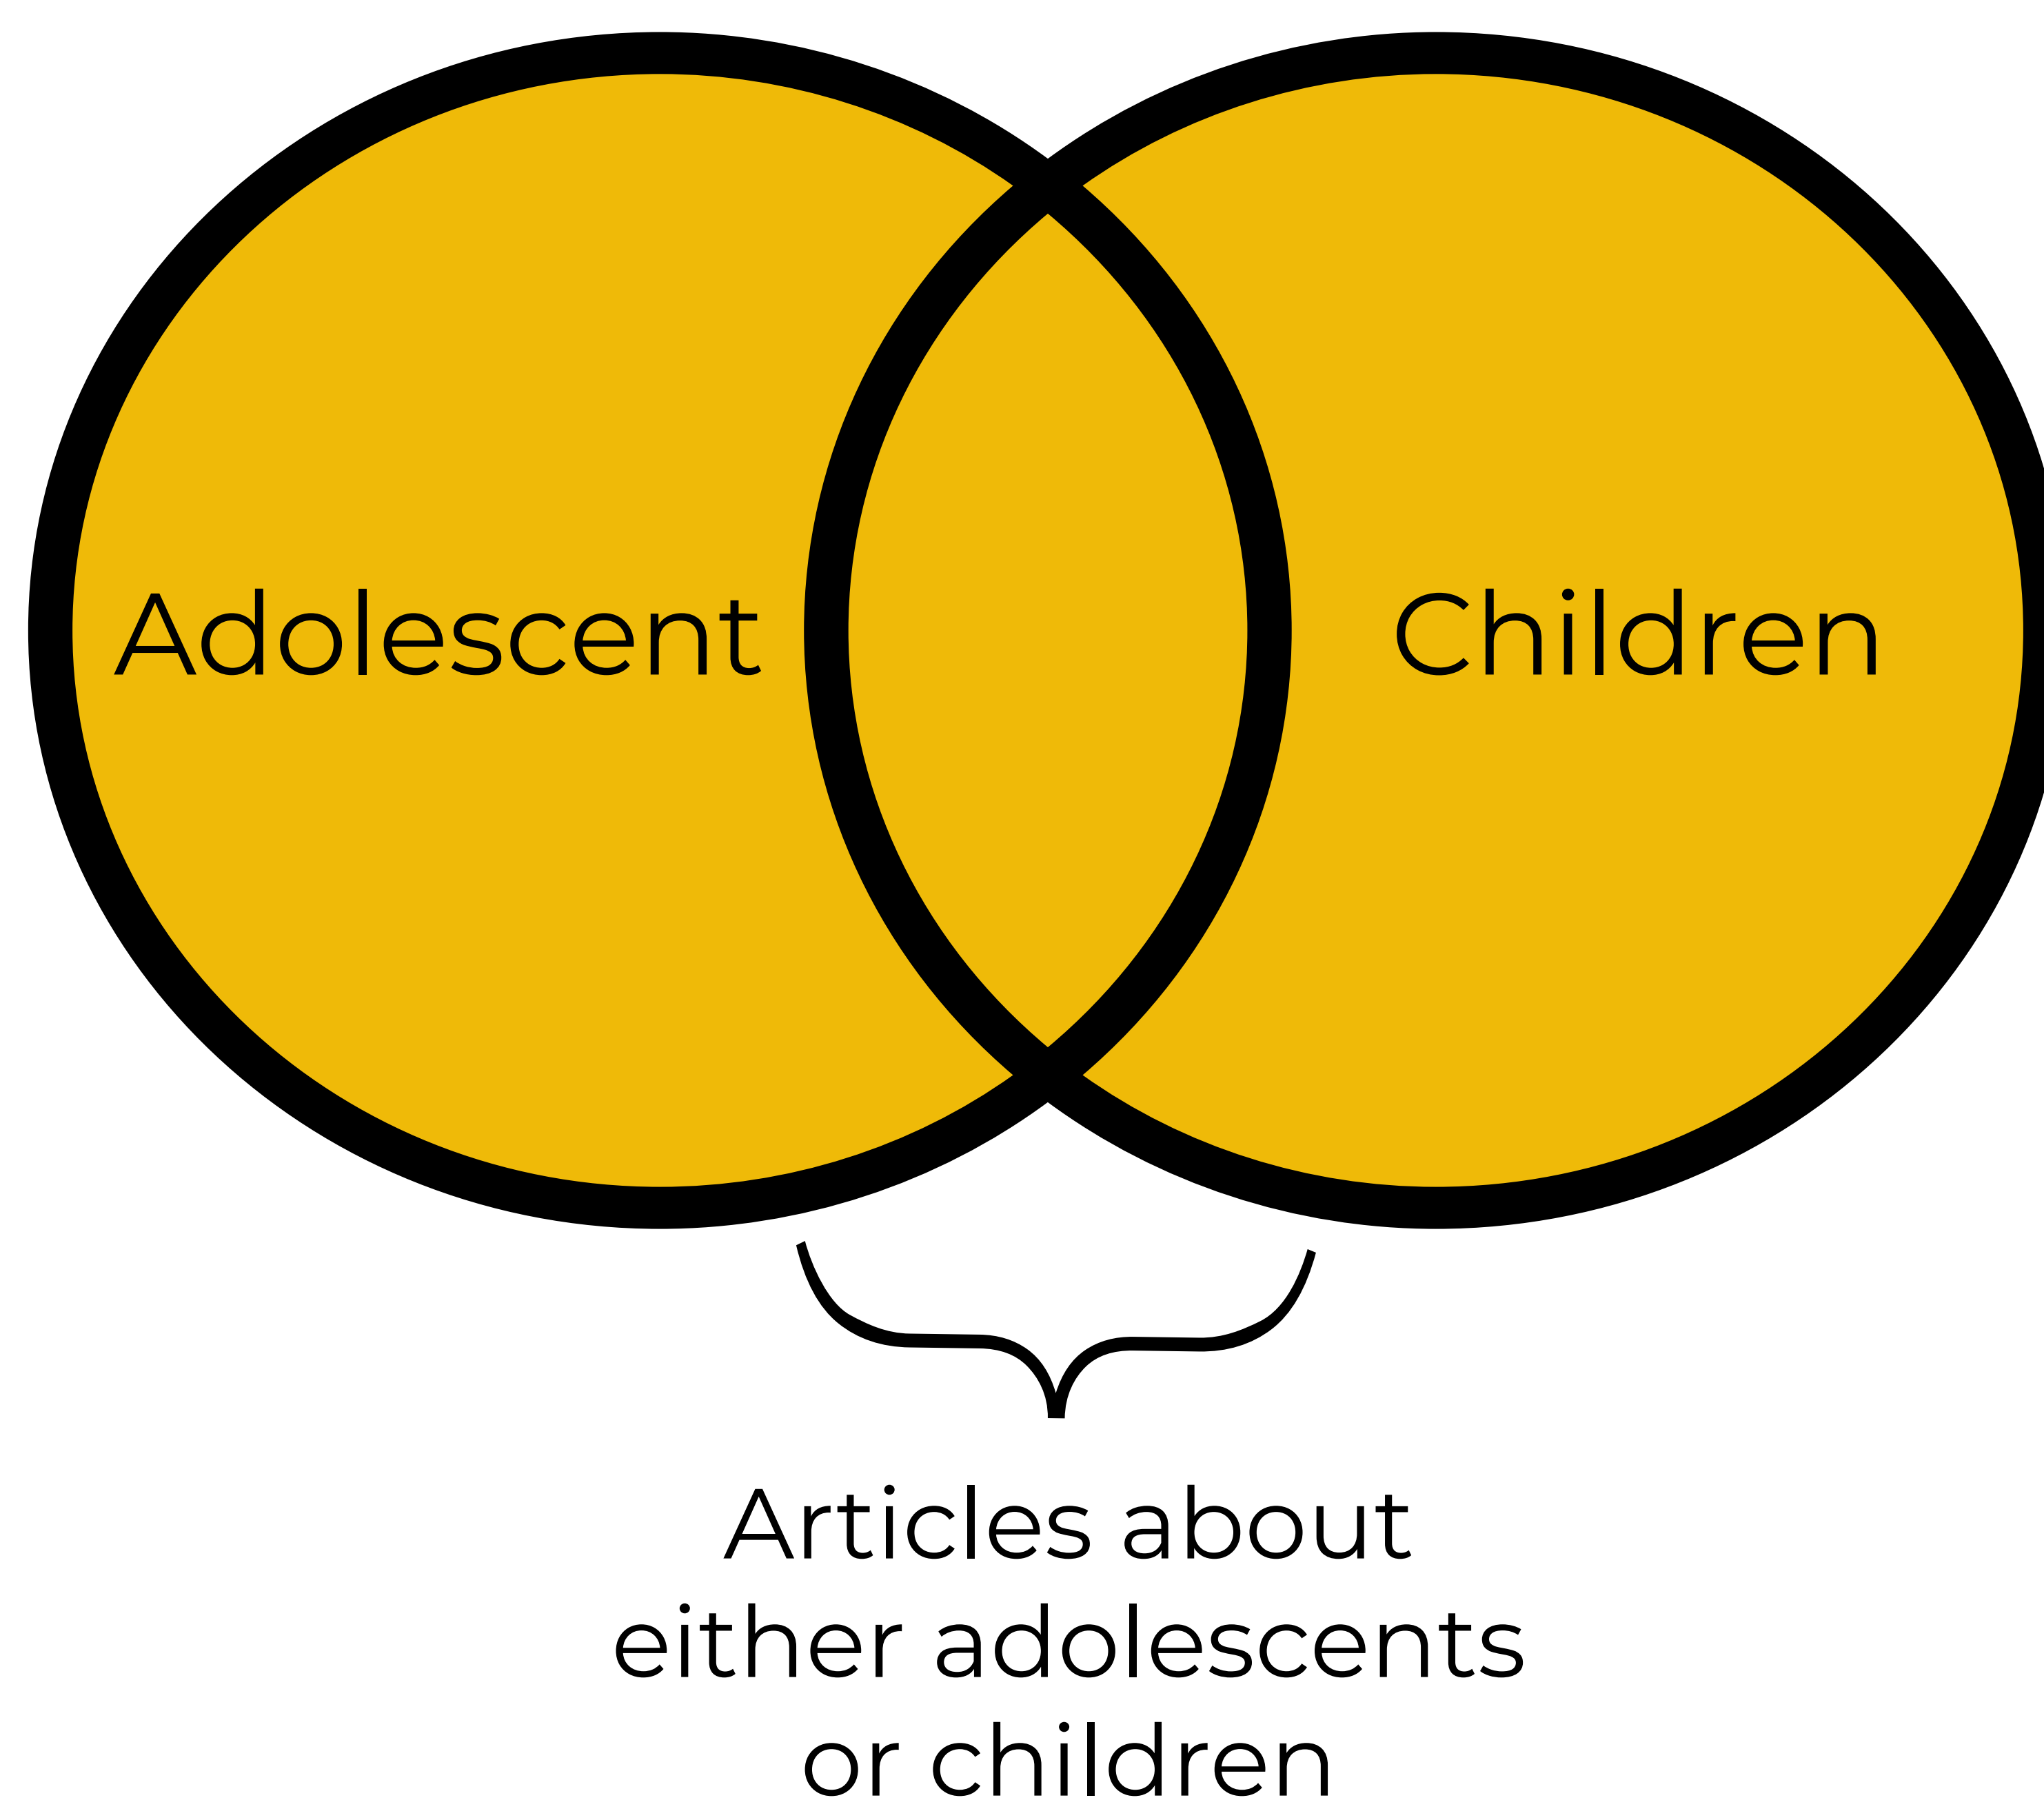 Adolescent
Children
Articles about
either adolescents
or children